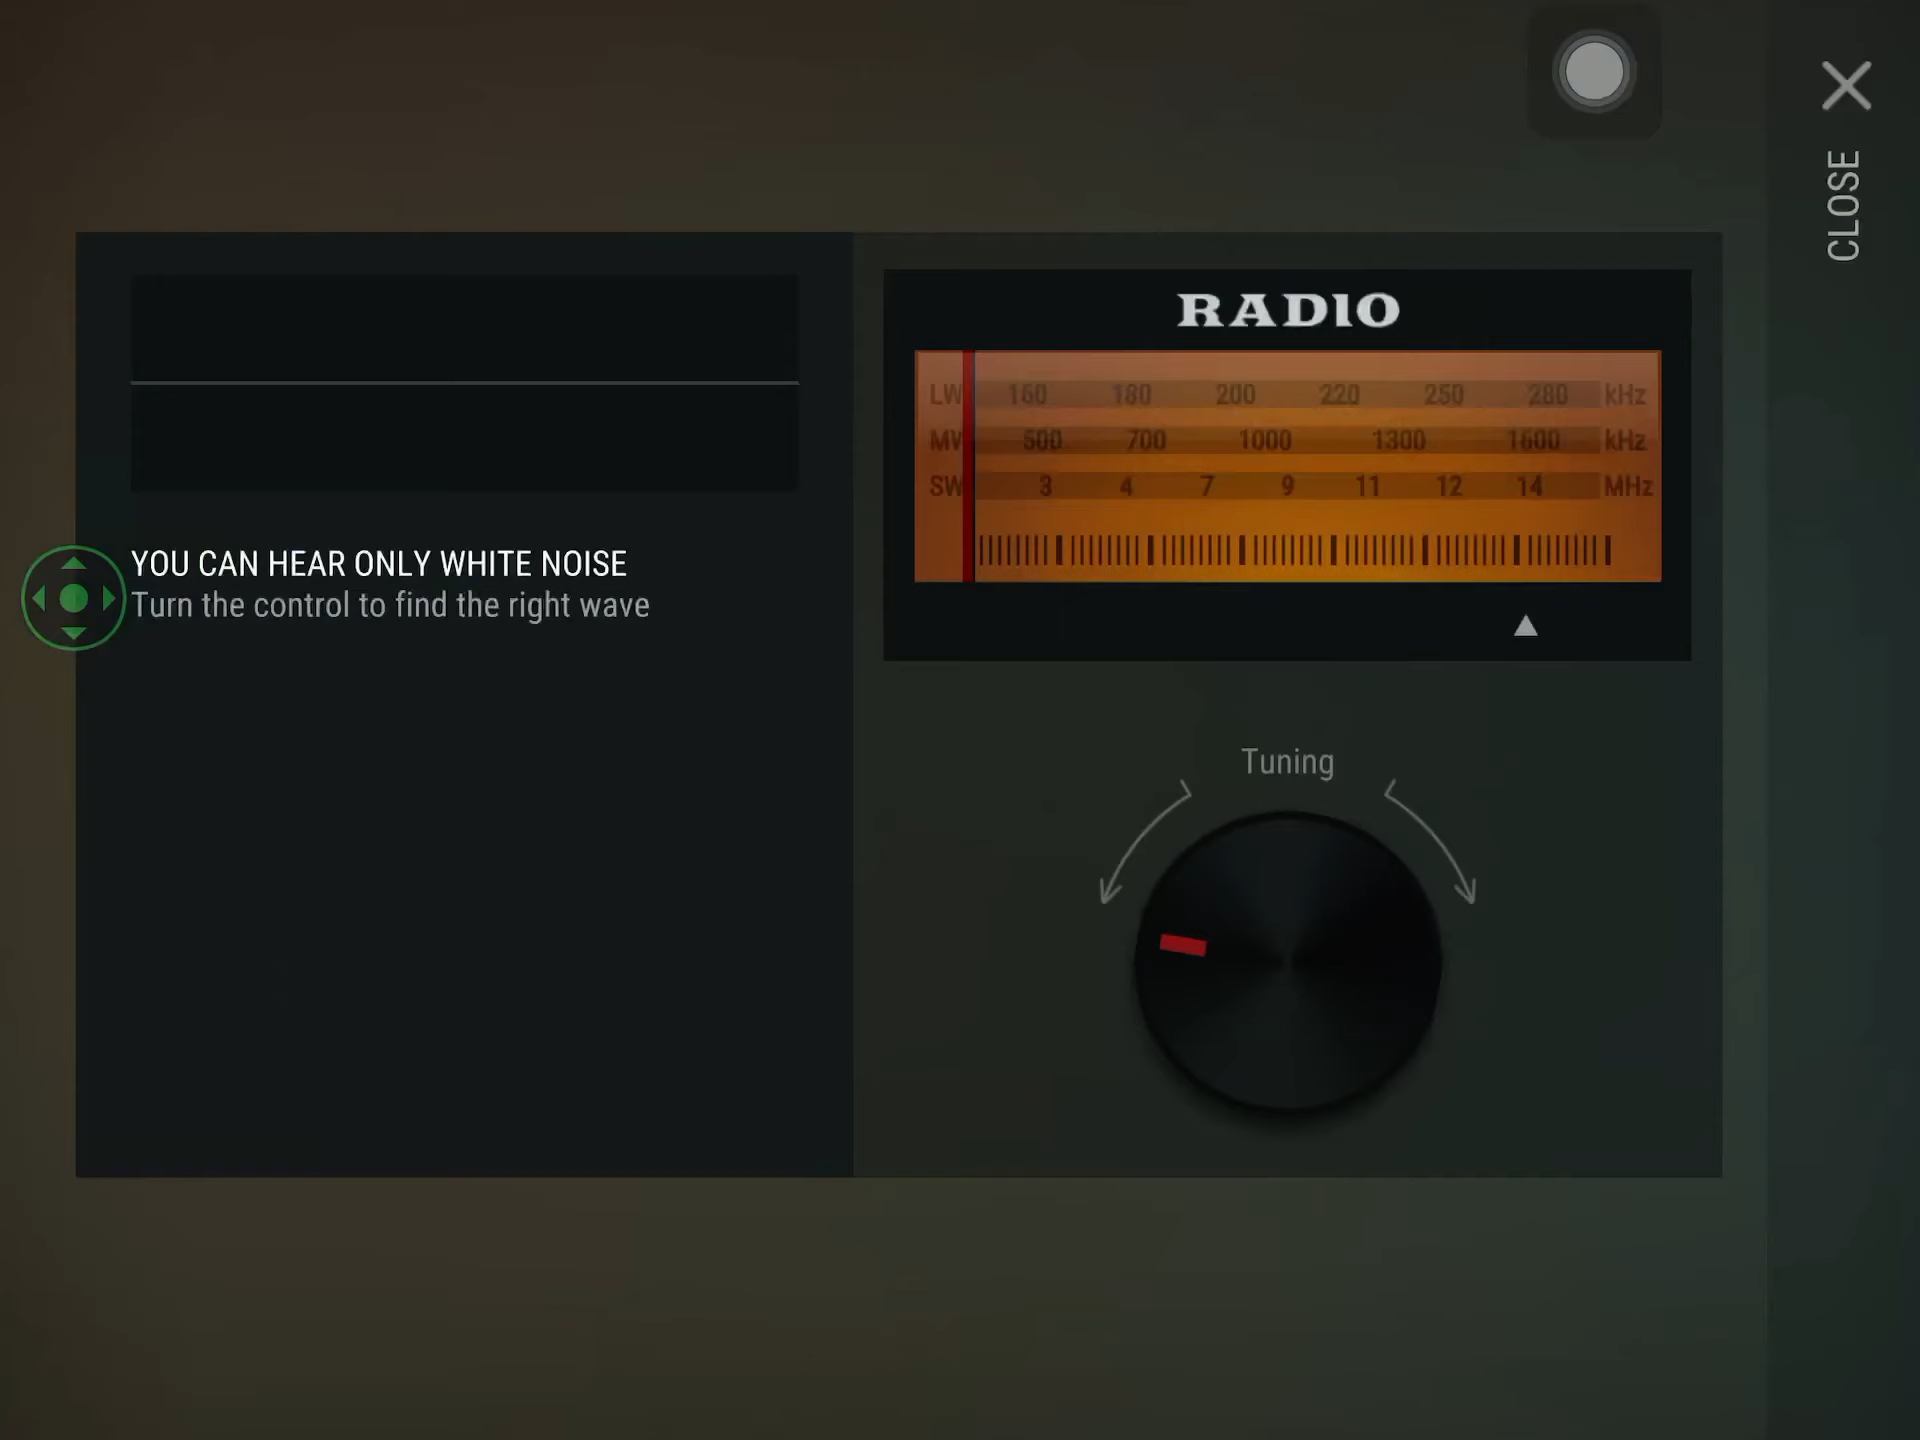 CLOSE
RADIO
LW 160 180 200 220 250 280 kHz
MW 500 700 1000 1300 1600 kHz
SW 3 4 7 9 11 12 14 MHz
YOU CAN HEAR ONLY WHITE NOISE
Turn the control to find the right wave
Tuning